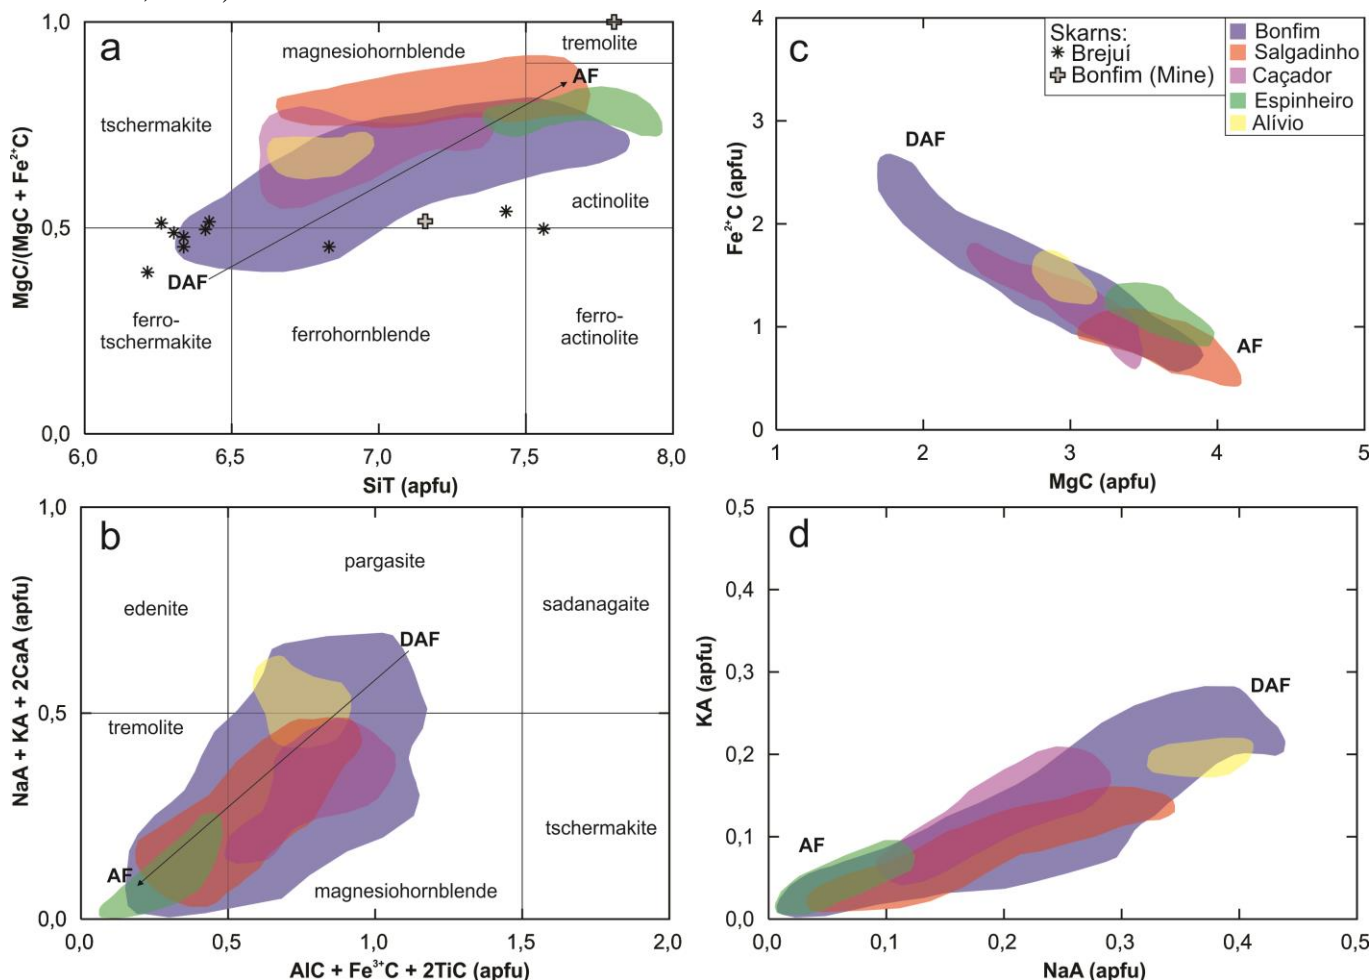 a
MgC/(MgC + Fe²⁺C)
1,0
0,5
0,0
magnesiohornblende
tremolite
AF
tschermakite
actinolite
DAF
ferro-
tschermakite
ferrohornblende
ferro-
actinolite
6,0 6,5 7,0 7,5 8,0
SiT (apfu)
c
Skarns:
Brejuí
Bonfim (Mine)
Bonfim
Salgadinho
Caçador
Espinheiro
Alívio
Fe²⁺C (apfu)
4
3
2
1
0
DAF
AF
1 2 3 4 5
MgC (apfu)
b
NaA + KA + 2CaA (apfu)
1,0
0,5
0,0
pargasite
edenite
sadanagaite
DAF
tremolite
tschermakite
AF
magnesiohornblende
0,0 0,5 1,0 1,5 2,0
AlC + Fe³⁺C + 2TiC (apfu)
d
KA (apfu)
0,5
0,4
0,3
0,2
0,1
0,0
DAF
AF
0,0 0,1 0,2 0,3 0,4 0,5
NaA (apfu)